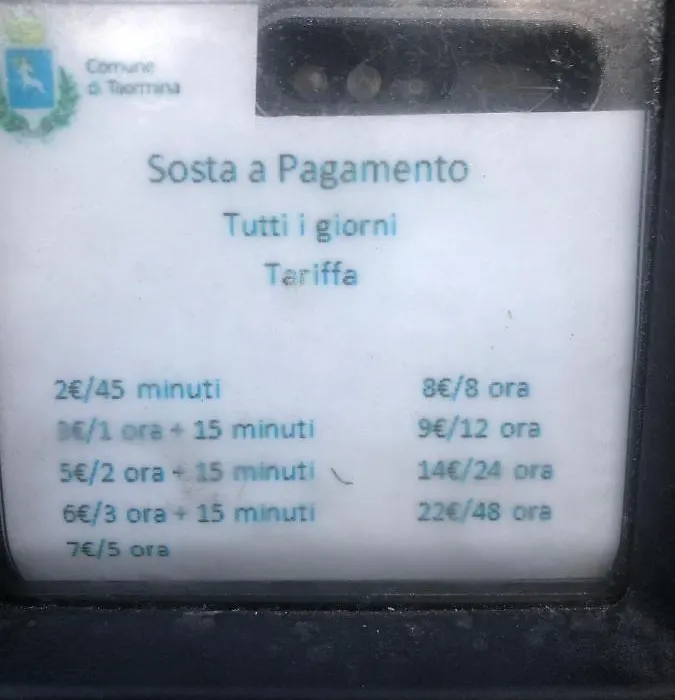 Comune
di Taormina
Sosta a Pagamento
Tutti i giorni
Tariffa
2€/45 minuti
€/1 ora + 15 minuti
5€/2 ora + 15 minuti
6€/3 ora + 15 minuti
7€/5 ora
8€/8 ora
9€/12 ora
14€/24 ora
22€/48 ora